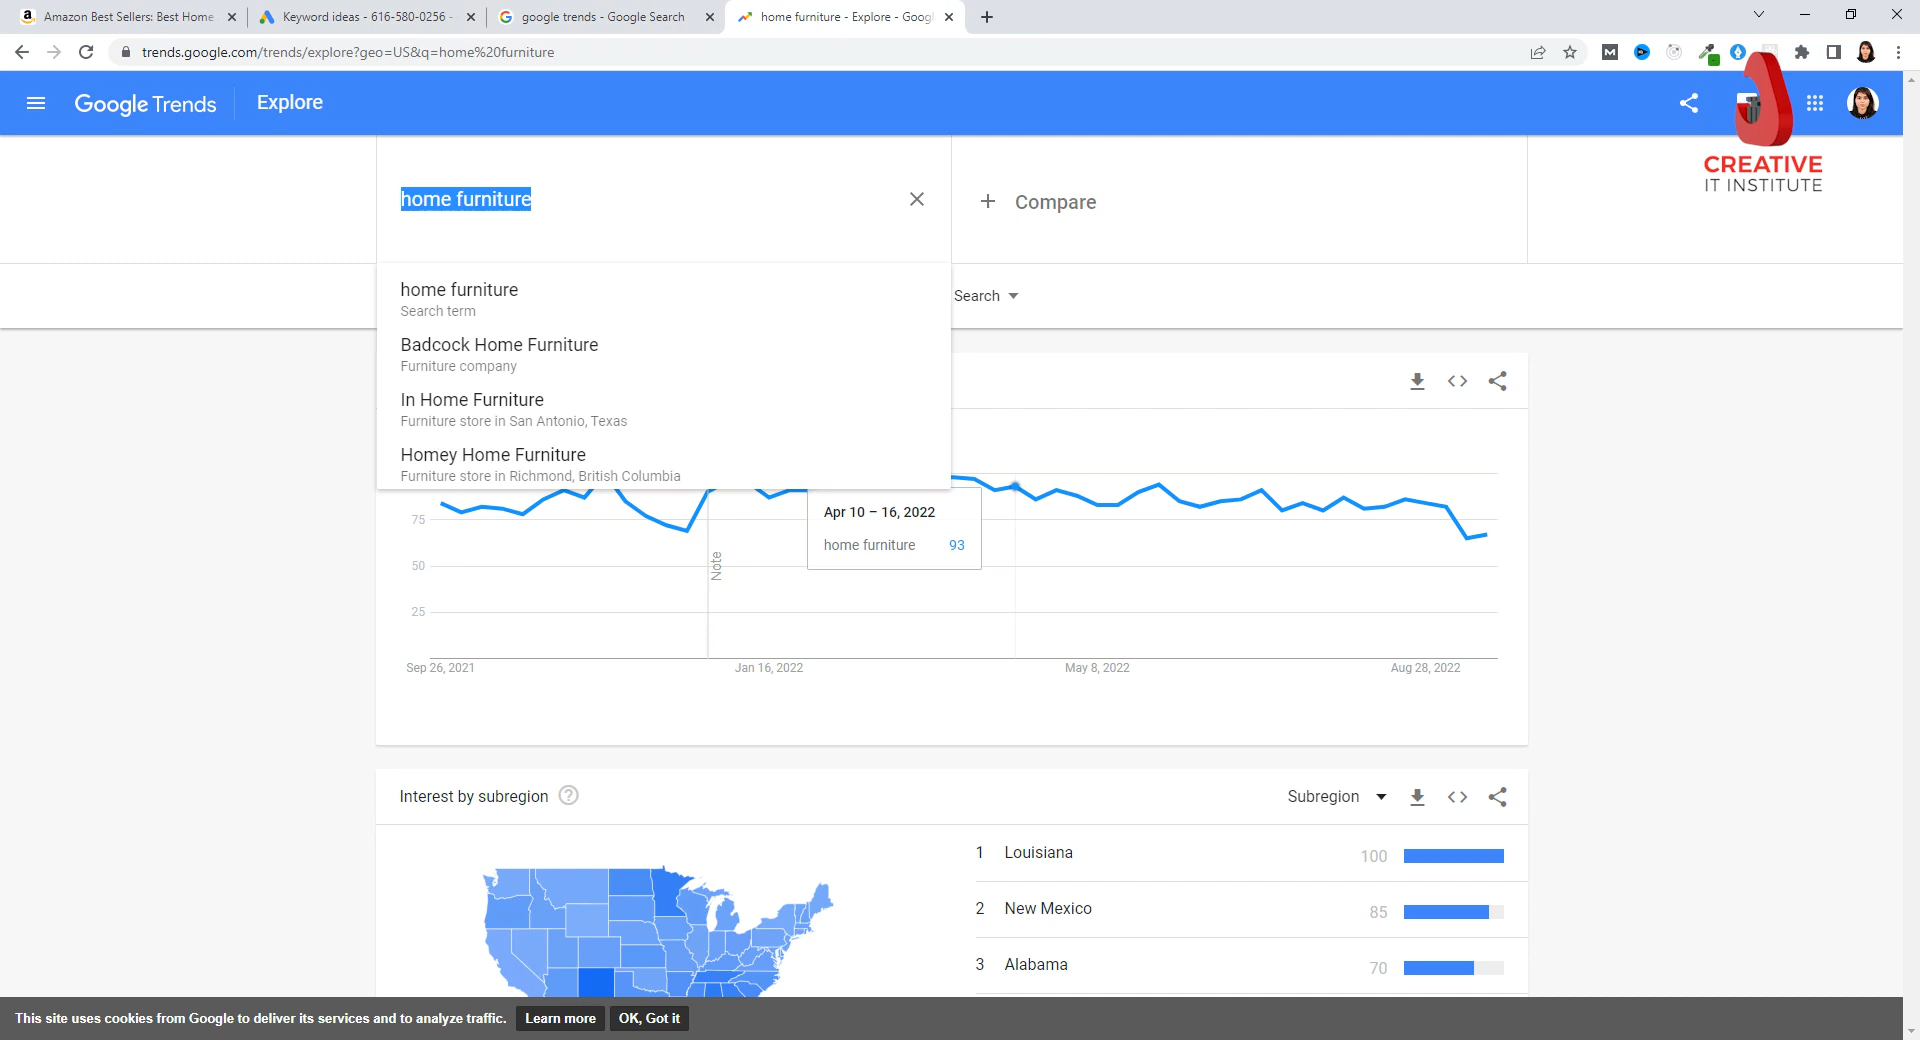 Amazon Best Sellers: Best Home
Keyword ideas - 616-580-0256 -
google trends - Google Search
home furniture - Explore - Goog
trends.google.com/trends/explore?geo=US&q=home%20furniture
Google Trends
Explore
CREATIVE
IT INSTITUTE
home furniture
+ Compare
home furniture
Search term
Search
Badcock Home Furniture
Furniture company
In Home Furniture
Furniture store in San Antonio, Texas
Homey Home Furniture
Furniture store in Richmond, British Columbia
75
50
25
Note
Apr 10 – 16, 2022
home furniture 93
Sep 26, 2021
Jan 16, 2022
May 8, 2022
Aug 28, 2022
Interest by subregion
Subregion
1 Louisiana 100
2 New Mexico 85
3 Alabama 70
This site uses cookies from Google to deliver its services and to analyze traffic.
Learn more
OK, Got it